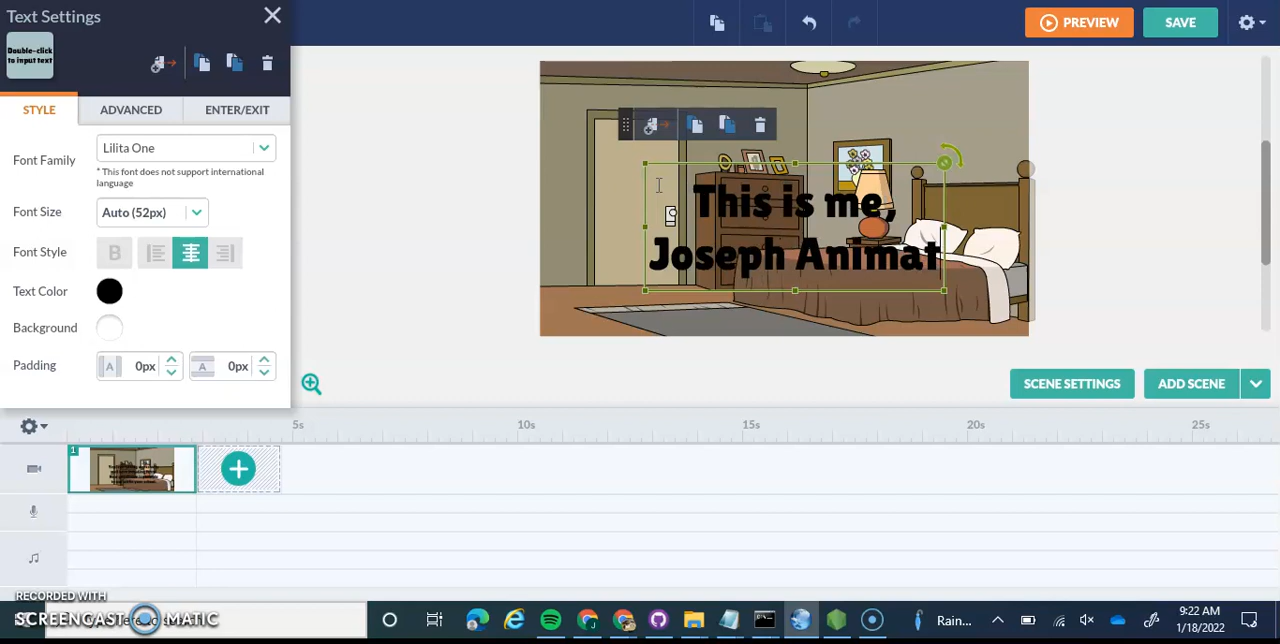 Text Settings
PREVIEW
SAVE
Double-click
to input text
STYLE
ADVANCED
ENTER/EXIT
Font Family
Lilita One
* This font does not support international
language
Font Size
Auto (52px)
Font Style
B
Text Color
Background
Padding
A
0px
A
0px
This is me,
Joseph Animat
SCENE SETTINGS
ADD SCENE
5s
10s
15s
20s
25s
1
RECORDED WITH
SCREENCAST MATIC
Rain...
9:22 AM
1/18/2022